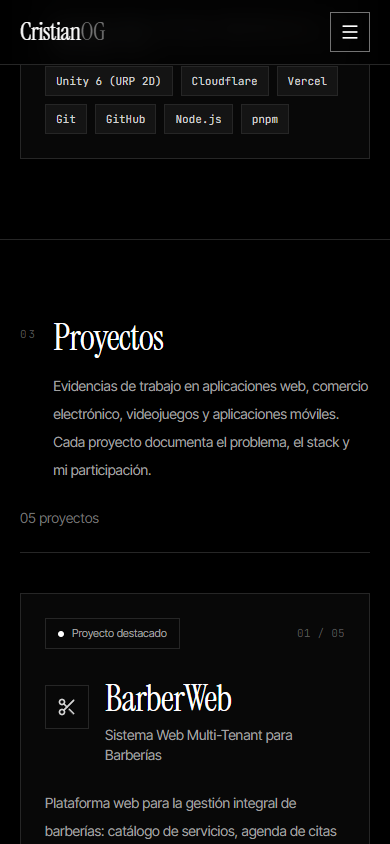 CristianOG
Unity 6 (URP 2D) Cloudflare Vercel
Git GitHub Node.js pnpm
03 Proyectos
Evidencias de trabajo en aplicaciones web, comercio
electrónico, videojuegos y aplicaciones móviles.
Cada proyecto documenta el problema, el stack y
mi participación.
05 proyectos
Proyecto destacado 01 / 05
BarberWeb
Sistema Web Multi-Tenant para
Barberías
Plataforma web para la gestión integral de
barberías: catálogo de servicios, agenda de citas